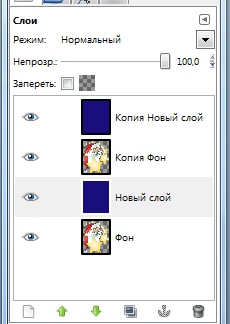 Слои
Режим: Нормальный
Непрозр.: 100,0
Запереть:
Копия Новый слой
Копия Фон
Новый слой
Фон